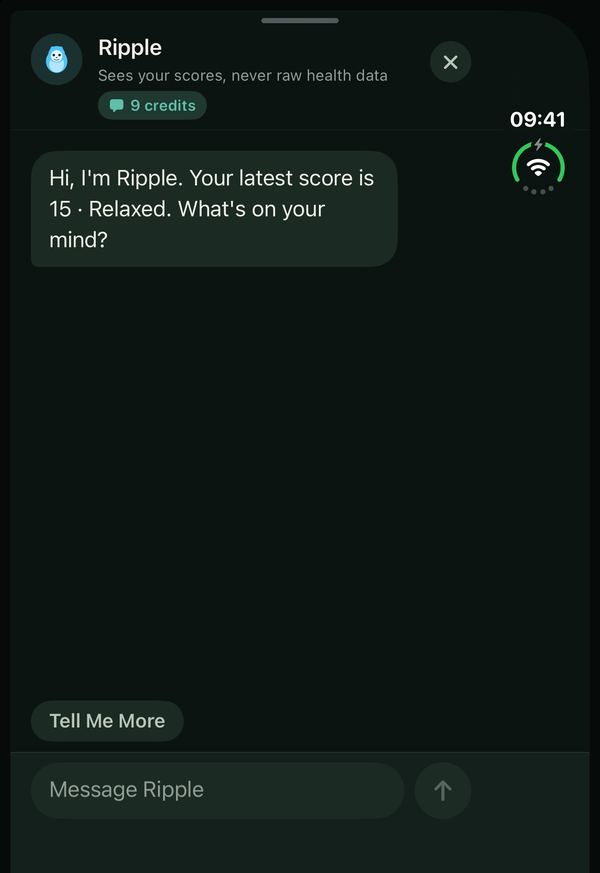 Ripple
Sees your scores, never raw health data
9 credits
09:41
Hi, I'm Ripple. Your latest score is
15 · Relaxed. What's on your
mind?
Tell Me More
Message Ripple